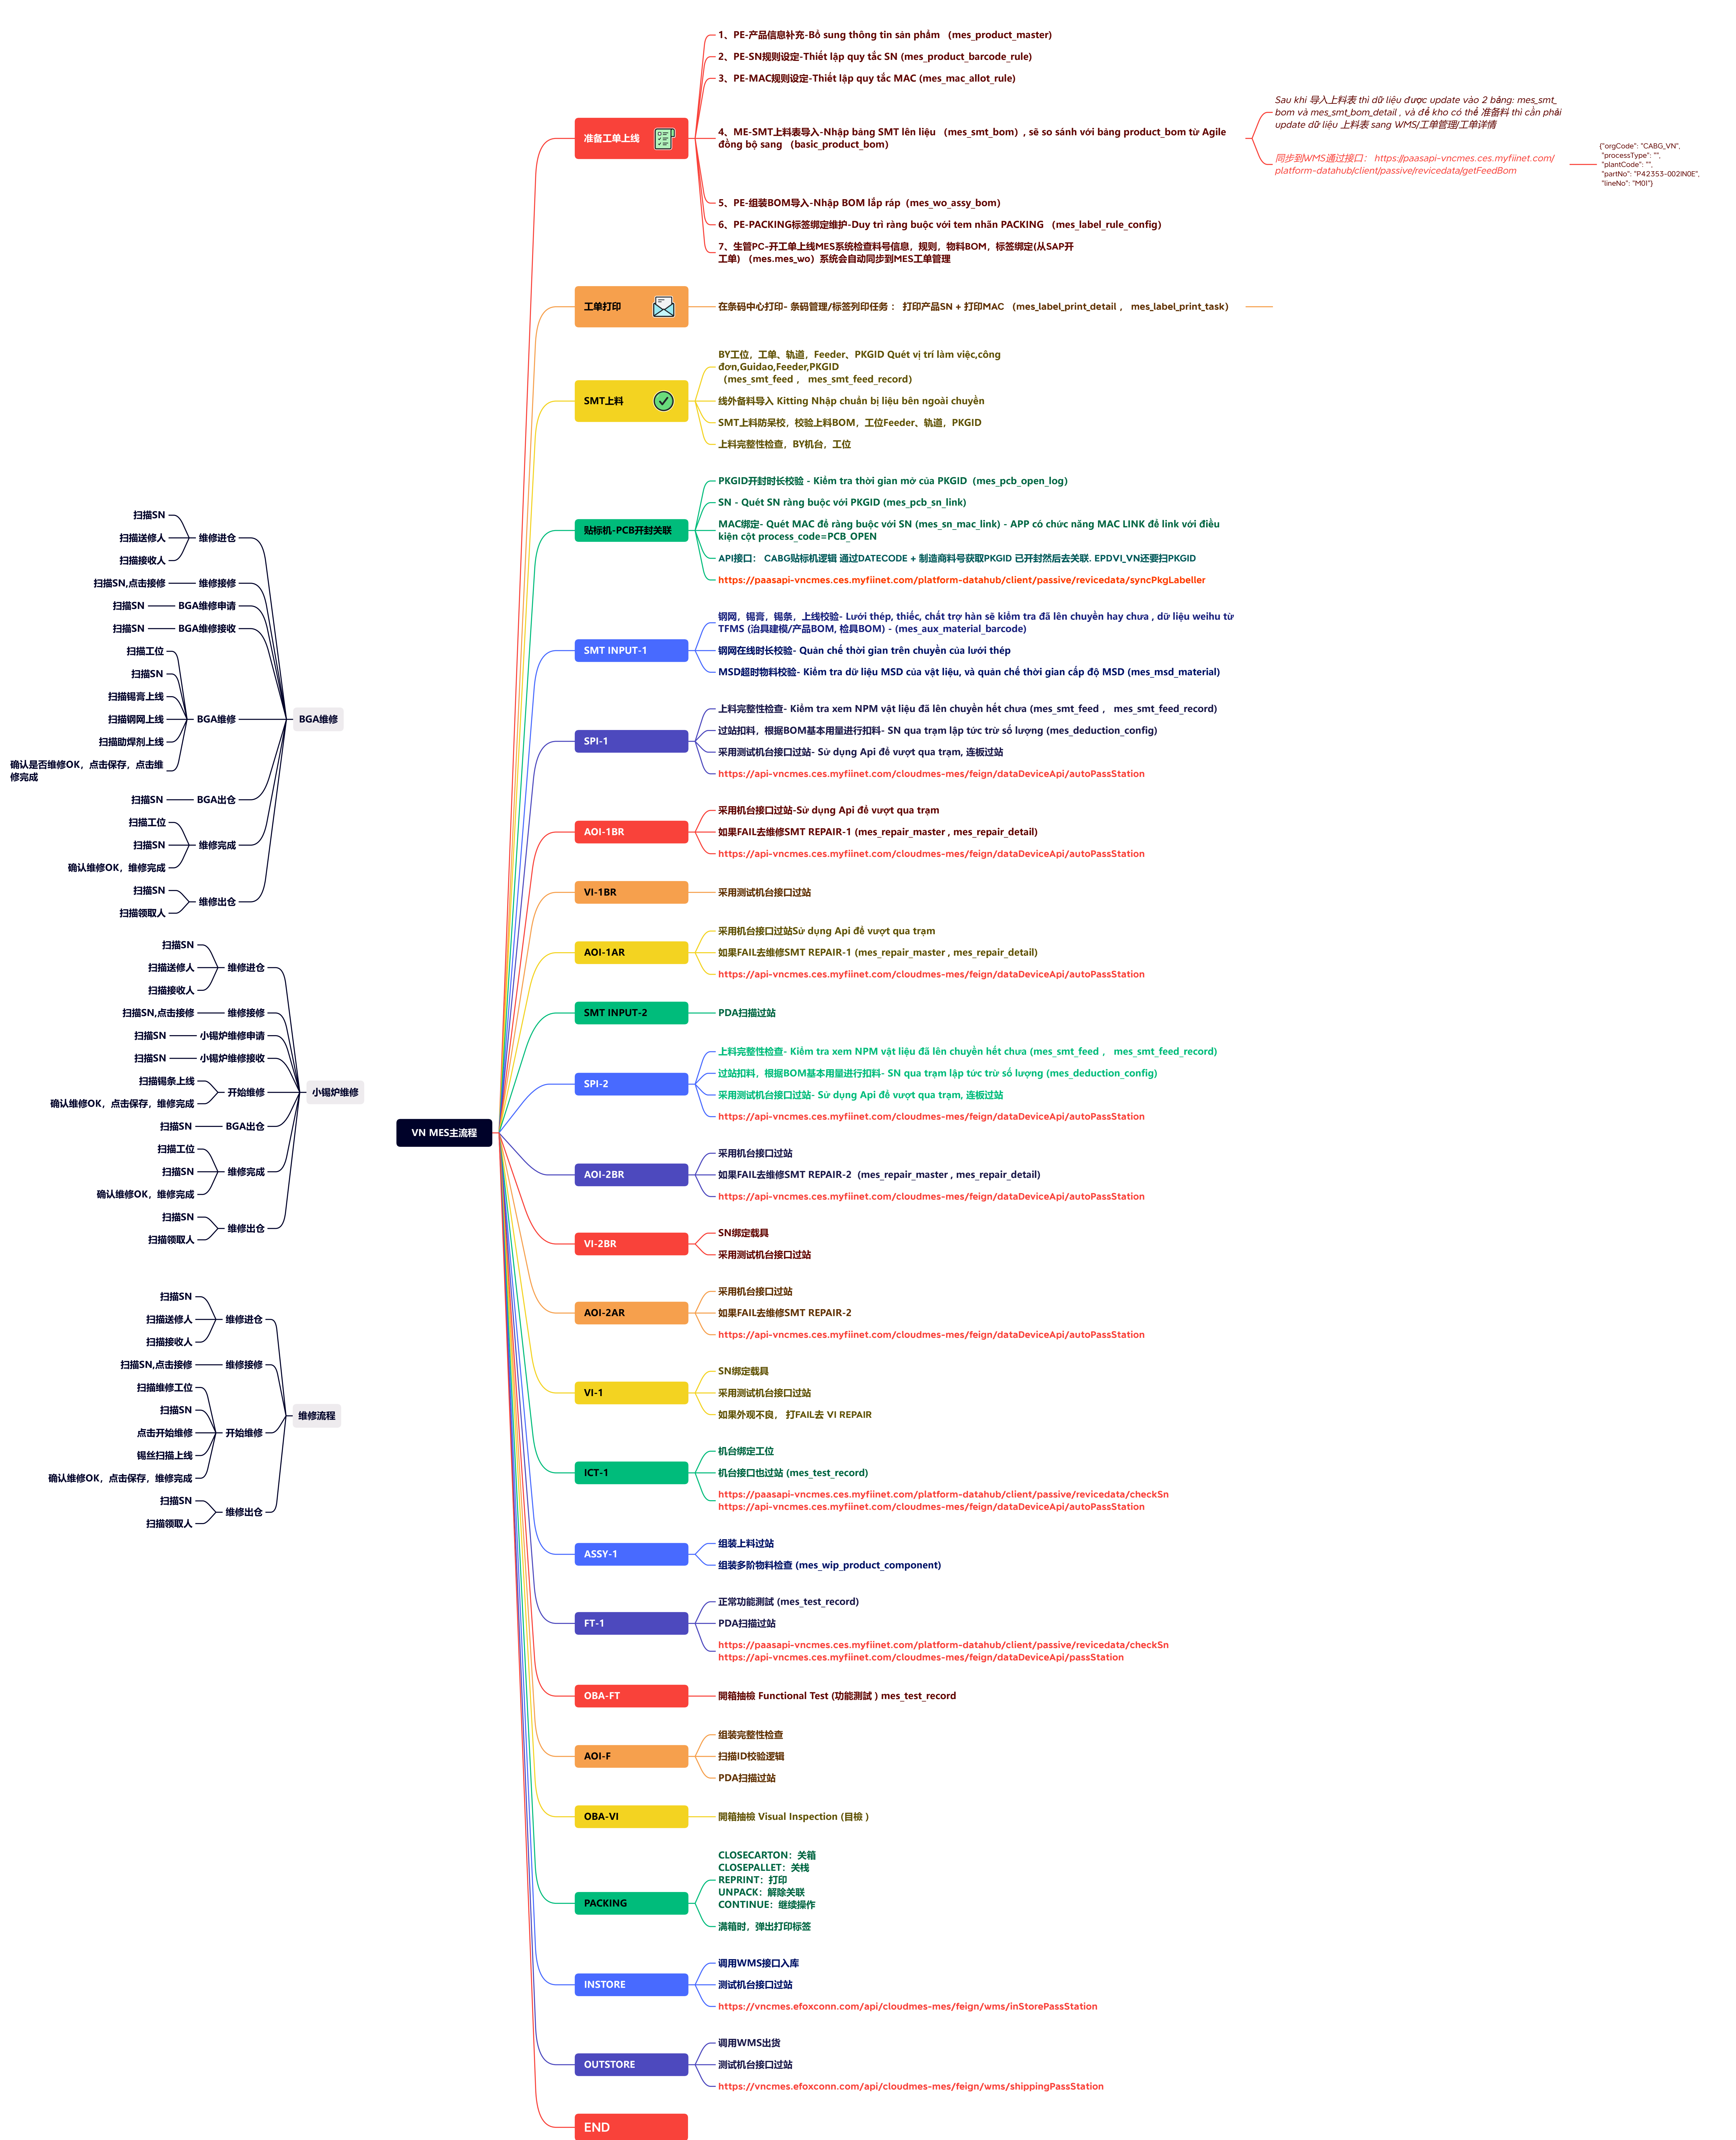 VN MES主流程
准备工单上线
1、PE-产品信息补充-Bổ sung thông tin sản phẩm （mes_product_master)
2、PE-SN规则设定-Thiết lập quy tắc SN (mes_product_barcode_rule)
3、PE-MAC规则设定-Thiết lập quy tắc MAC (mes_mac_allot_rule)
4、ME-SMT上料表导入-Nhập bảng SMT lên liệu （mes_smt_bom）, sẽ so sánh với bảng product_bom từ Agile
đồng bộ sang （basic_product_bom）
Sau khi 导入上料表 thì dữ liệu được update vào 2 bảng: mes_smt_
bom và mes_smt_bom_detail , và để kho có thể 准备料 thì cần phải
update dữ liệu 上料表 sang WMS/工单管理/工单详情
同步到WMS通过接口： https://paasapi-vncmes.ces.myfiinet.com/
platform-datahub/client/passive/revicedata/getFeedBom
{"orgCode": "CABG_VN",
"processType": "",
"plantCode": "",
"partNo": "P42353-002IN0E",
"lineNo": "M01"}
5、PE-组装BOM导入-Nhập BOM lắp ráp（mes_wo_assy_bom）
6、PE-PACKING标签绑定维护-Duy trì ràng buộc với tem nhãn PACKING （mes_label_rule_config）
7、生管PC-开工单上线MES系统检查料号信息，规则，物料BOM，标签绑定(从SAP开
工单) （mes.mes_wo）系统会自动同步到MES工单管理
工单打印
在条码中心打印- 条码管理/标签列印任务 ： 打印产品SN + 打印MAC （mes_label_print_detail ， mes_label_print_task）
SMT上料
BY工位，工单、轨道，Feeder、PKGID Quét vị trí làm việc,công
đơn,Guidao,Feeder,PKGID
（mes_smt_feed ， mes_smt_feed_record）
线外备料导入 Kitting Nhập chuẩn bị liệu bên ngoài chuyền
SMT上料防呆校，校验上料BOM，工位Feeder、轨道，PKGID
上料完整性检查，BY机台，工位
贴标机-PCB开封关联
PKGID开封时长校验 - Kiểm tra thời gian mở của PKGID（mes_pcb_open_log)
SN - Quét SN ràng buộc với PKGID (mes_pcb_sn_link)
MAC绑定- Quét MAC để ràng buộc với SN (mes_sn_mac_link) - APP có chức năng MAC LINK để link với điều
kiện cột process_code=PCB_OPEN
API接口： CABG贴标机逻辑 通过DATECODE + 制造商料号获取PKGID 已开封然后去关联. EPDVI_VN还要扫PKGID
https://paasapi-vncmes.ces.myfiinet.com/platform-datahub/client/passive/revicedata/syncPkgLabeller
SMT INPUT-1
钢网，锡膏，锡条，上线校验- Lưới thép, thiếc, chất trợ hàn sẽ kiểm tra đã lên chuyền hay chưa , dữ liệu weihu từ
TFMS (治具建模/产品BOM, 检具BOM) - (mes_aux_material_barcode)
钢网在线时长校验- Quản chế thời gian trên chuyền của lưới thép
MSD超时物料校验- Kiểm tra dữ liệu MSD của vật liệu, và quản chế thời gian cấp độ MSD (mes_msd_material)
SPI-1
上料完整性检查- Kiểm tra xem NPM vật liệu đã lên chuyền hết chưa (mes_smt_feed ， mes_smt_feed_record)
过站扣料，根据BOM基本用量进行扣料- SN qua trạm lập tức trừ số lượng (mes_deduction_config)
采用测试机台接口过站- Sử dụng Api để vượt qua trạm, 连板过站
https://api-vncmes.ces.myfiinet.com/cloudmes-mes/feign/dataDeviceApi/autoPassStation
AOI-1BR
采用机台接口过站-Sử dụng Api để vượt qua trạm
如果FAIL去维修SMT REPAIR-1 (mes_repair_master , mes_repair_detail)
https://api-vncmes.ces.myfiinet.com/cloudmes-mes/feign/dataDeviceApi/autoPassStation
VI-1BR
采用测试机台接口过站
AOI-1AR
采用机台接口过站Sử dụng Api để vượt qua trạm
如果FAIL去维修SMT REPAIR-1 (mes_repair_master , mes_repair_detail)
https://api-vncmes.ces.myfiinet.com/cloudmes-mes/feign/dataDeviceApi/autoPassStation
SMT INPUT-2
PDA扫描过站
SPI-2
上料完整性检查- Kiểm tra xem NPM vật liệu đã lên chuyền hết chưa (mes_smt_feed ， mes_smt_feed_record)
过站扣料，根据BOM基本用量进行扣料- SN qua trạm lập tức trừ số lượng (mes_deduction_config)
采用测试机台接口过站- Sử dụng Api để vượt qua trạm, 连板过站
https://api-vncmes.ces.myfiinet.com/cloudmes-mes/feign/dataDeviceApi/autoPassStation
AOI-2BR
采用机台接口过站
如果FAIL去维修SMT REPAIR-2（mes_repair_master , mes_repair_detail)
https://api-vncmes.ces.myfiinet.com/cloudmes-mes/feign/dataDeviceApi/autoPassStation
VI-2BR
SN绑定载具
采用测试机台接口过站
AOI-2AR
采用机台接口过站
如果FAIL去维修SMT REPAIR-2
https://api-vncmes.ces.myfiinet.com/cloudmes-mes/feign/dataDeviceApi/autoPassStation
VI-1
SN绑定载具
采用测试机台接口过站
如果外观不良， 打FAIL去 VI REPAIR
ICT-1
机台绑定工位
机台接口也过站 (mes_test_record)
https://paasapi-vncmes.ces.myfiinet.com/platform-datahub/client/passive/revicedata/checkSn
https://api-vncmes.ces.myfiinet.com/cloudmes-mes/feign/dataDeviceApi/autoPassStation
ASSY-1
组装上料过站
组装多阶物料检查 (mes_wip_product_component)
FT-1
正常功能測試 (mes_test_record)
PDA扫描过站
https://paasapi-vncmes.ces.myfiinet.com/platform-datahub/client/passive/revicedata/checkSn
https://api-vncmes.ces.myfiinet.com/cloudmes-mes/feign/dataDeviceApi/passStation
OBA-FT
開箱抽檢 Functional Test (功能測試 ) mes_test_record
AOI-F
组装完整性检查
扫描ID校验逻辑
PDA扫描过站
OBA-VI
開箱抽檢 Visual Inspection (目檢 )
PACKING
CLOSECARTON：关箱
CLOSEPALLET：关栈
REPRINT：打印
UNPACK：解除关联
CONTINUE：继续操作
满箱时，弹出打印标签
INSTORE
调用WMS接口入库
测试机台接口过站
https://vncmes.efoxconn.com/api/cloudmes-mes/feign/wms/inStorePassStation
OUTSTORE
调用WMS出货
测试机台接口过站
https://vncmes.efoxconn.com/api/cloudmes-mes/feign/wms/shippingPassStation
END
BGA维修
维修进仓
扫描SN
扫描送修人
扫描接收人
维修接修
扫描SN,点击接修
BGA维修申请
扫描SN
BGA维修接收
扫描SN
BGA维修
扫描工位
扫描SN
扫描锡膏上线
扫描钢网上线
扫描助焊剂上线
确认是否维修OK，点击保存，点击维
修完成
BGA出仓
扫描SN
维修完成
扫描工位
扫描SN
确认维修OK，维修完成
维修出仓
扫描SN
扫描领取人
小锡炉维修
维修进仓
扫描SN
扫描送修人
扫描接收人
维修接修
扫描SN,点击接修
小锡炉维修申请
扫描SN
小锡炉维修接收
扫描SN
开始维修
扫描锡条上线
确认维修OK，点击保存，维修完成
BGA出仓
扫描SN
维修完成
扫描工位
扫描SN
确认维修OK，维修完成
维修出仓
扫描SN
扫描领取人
维修流程
维修进仓
扫描SN
扫描送修人
扫描接收人
维修接修
扫描SN,点击接修
开始维修
扫描维修工位
扫描SN
点击开始维修
锡丝扫描上线
确认维修OK，点击保存，维修完成
维修出仓
扫描SN
扫描领取人